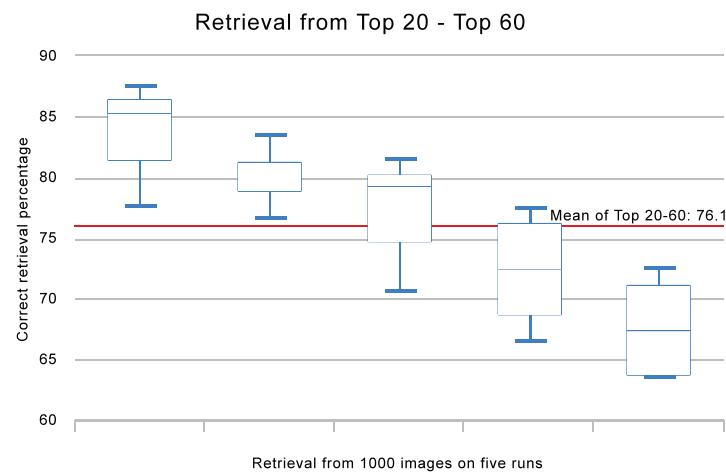 Retrieval from Top 20 - Top 60
90
85
80
Mean of Top 20-60: 76.1
75
70
65
60
Correct retrieval percentage
Retrieval from 1000 images on five runs